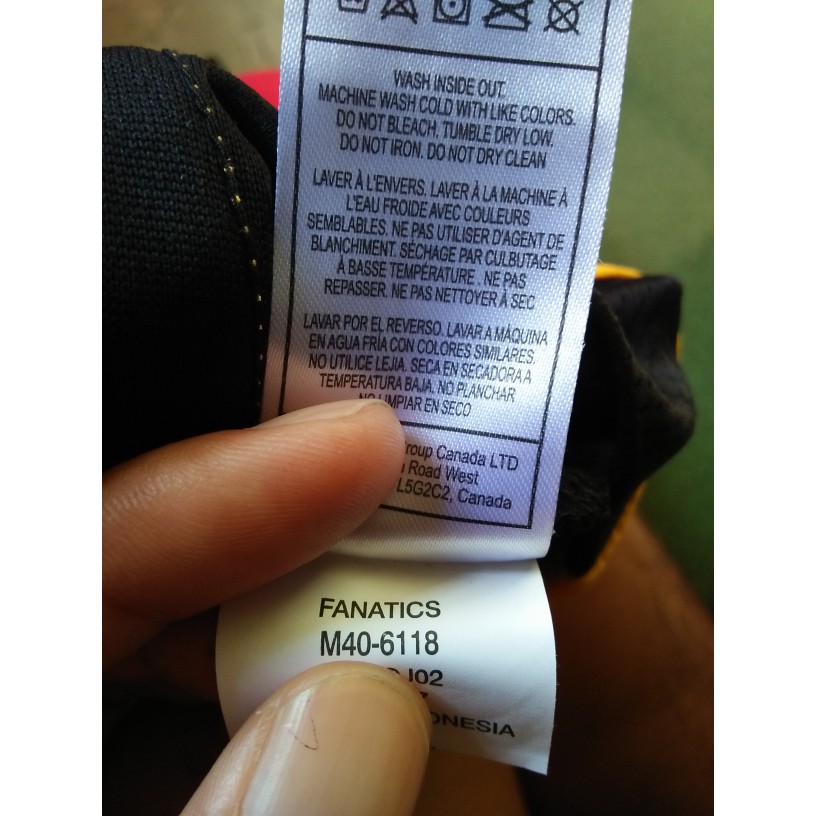 WASH INSIDE OUT.
MACHINE WASH COLD WITH LIKE COLORS.
DO NOT BLEACH. TUMBLE DRY LOW.
DO NOT IRON. DO NOT DRY CLEAN
LAVER À L'ENVERS. LAVER À LA MACHINE À
L'EAU FROIDE AVEC COULEURS
SEMBLABLES. NE PAS UTILISER D'AGENT DE
BLANCHIMENT. SÉCHAGE PAR CULBUTAGE
À BASSE TEMPÉRATURE . NE PAS
REPASSER. NE PAS NETTOYER À SEC
LAVAR POR EL REVERSO. LAVAR A MÁQUINA
EN AGUA FRÍA CON COLORES SIMILARES.
NO UTILICE LEJIA. SECA EN SECADORA A
TEMPERATURA BAJA. NO PLANCHAR
NO LIMPIAR EN SECO
roup Canada LTD
Road West
L5G2C2, Canada
FANATICS
M40-6118
J02
ONESIA